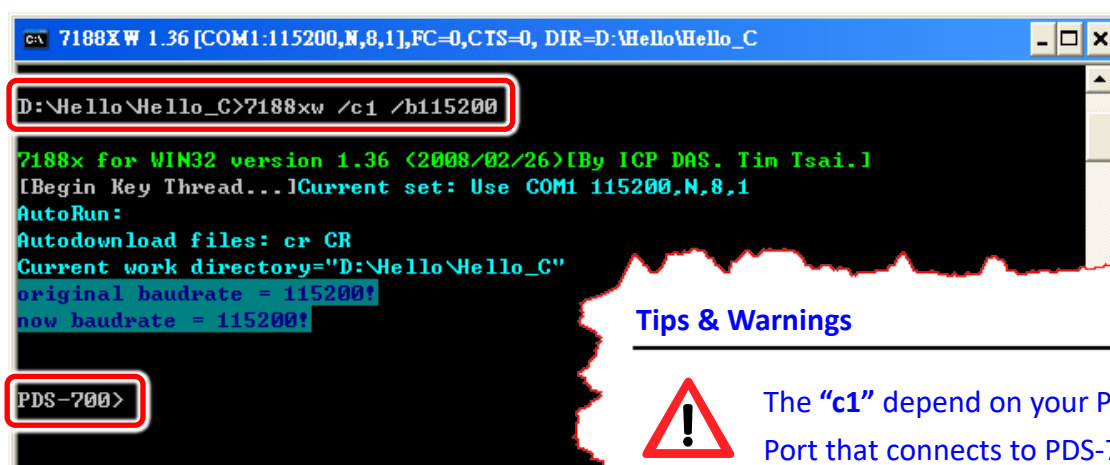 7188XW 1.36 [COM1:115200,N,8,1],FC=0,CTS=0, DIR=D:\Hello\Hello_C
D:\Hello\Hello_C>7188xw /c1 /b115200
7188x for WIN32 version 1.36 (2008/02/26)[By ICP DAS. Tim Tsai.]
[Begin Key Thread...]Current set: Use COM1 115200,N,8,1
AutoRun:
Autodownload files: cr CR
Current work directory="D:\Hello\Hello_C"
original baudrate = 115200!
now baudrate = 115200!
PDS-700>
Tips & Warnings
The “c1” depend on your P
Port that connects to PDS-7